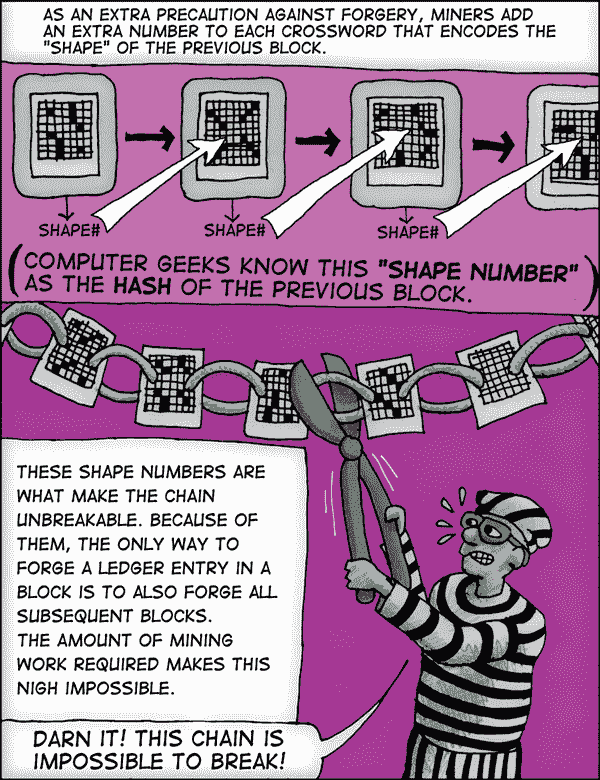 AS AN EXTRA PRECAUTION AGAINST FORGERY, MINERS ADD
AN EXTRA NUMBER TO EACH CROSSWORD THAT ENCODES THE
"SHAPE" OF THE PREVIOUS BLOCK.
SHAPE# SHAPE# SHAPE#
(COMPUTER GEEKS KNOW THIS "SHAPE NUMBER"
AS THE HASH OF THE PREVIOUS BLOCK.)
THESE SHAPE NUMBERS ARE
WHAT MAKE THE CHAIN
UNBREAKABLE. BECAUSE OF
THEM, THE ONLY WAY TO
FORGE A LEDGER ENTRY IN A
BLOCK IS TO ALSO FORGE ALL
SUBSEQUENT BLOCKS.
THE AMOUNT OF MINING
WORK REQUIRED MAKES THIS
NIGH IMPOSSIBLE.
DARN IT! THIS CHAIN IS
IMPOSSIBLE TO BREAK!